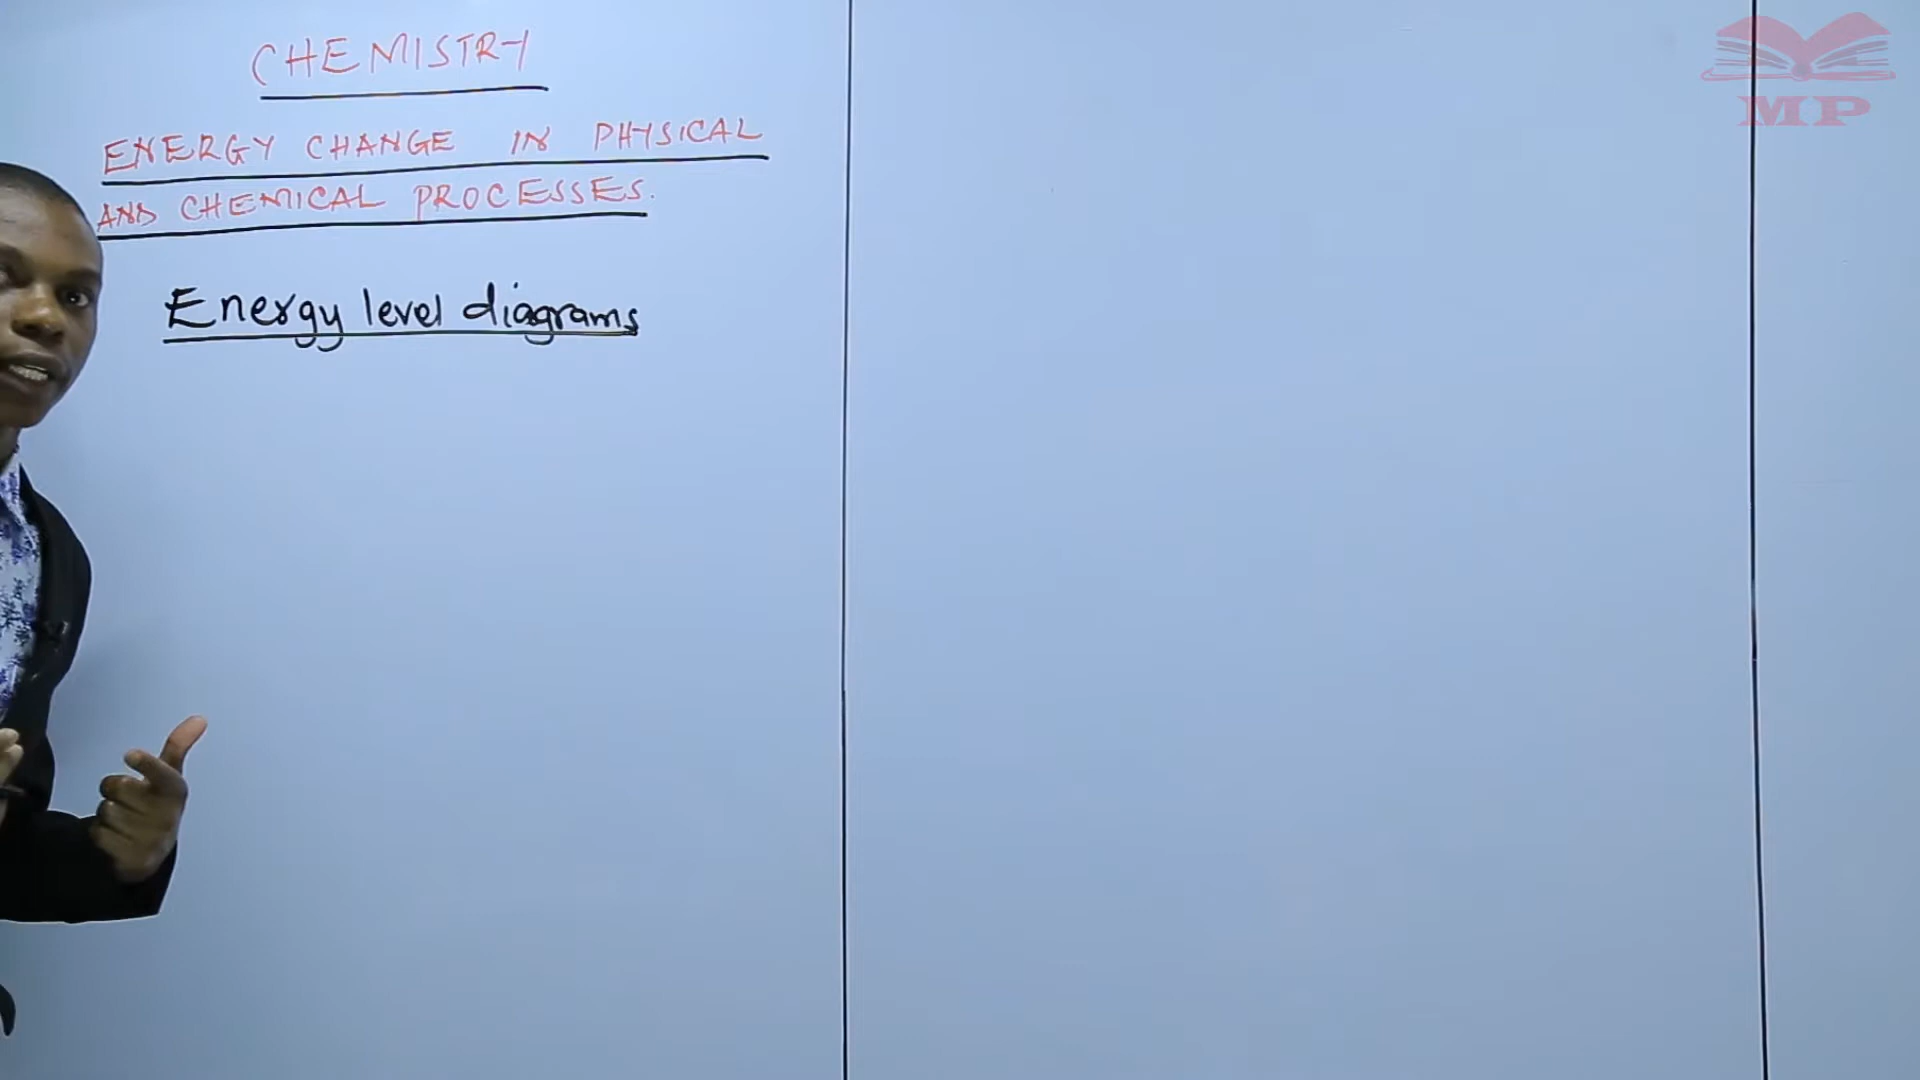 CHEMISTRY
ENERGY CHANGE IN PHYSICAL
AND CHEMICAL PROCESSES.
Energy level diagrams
MP